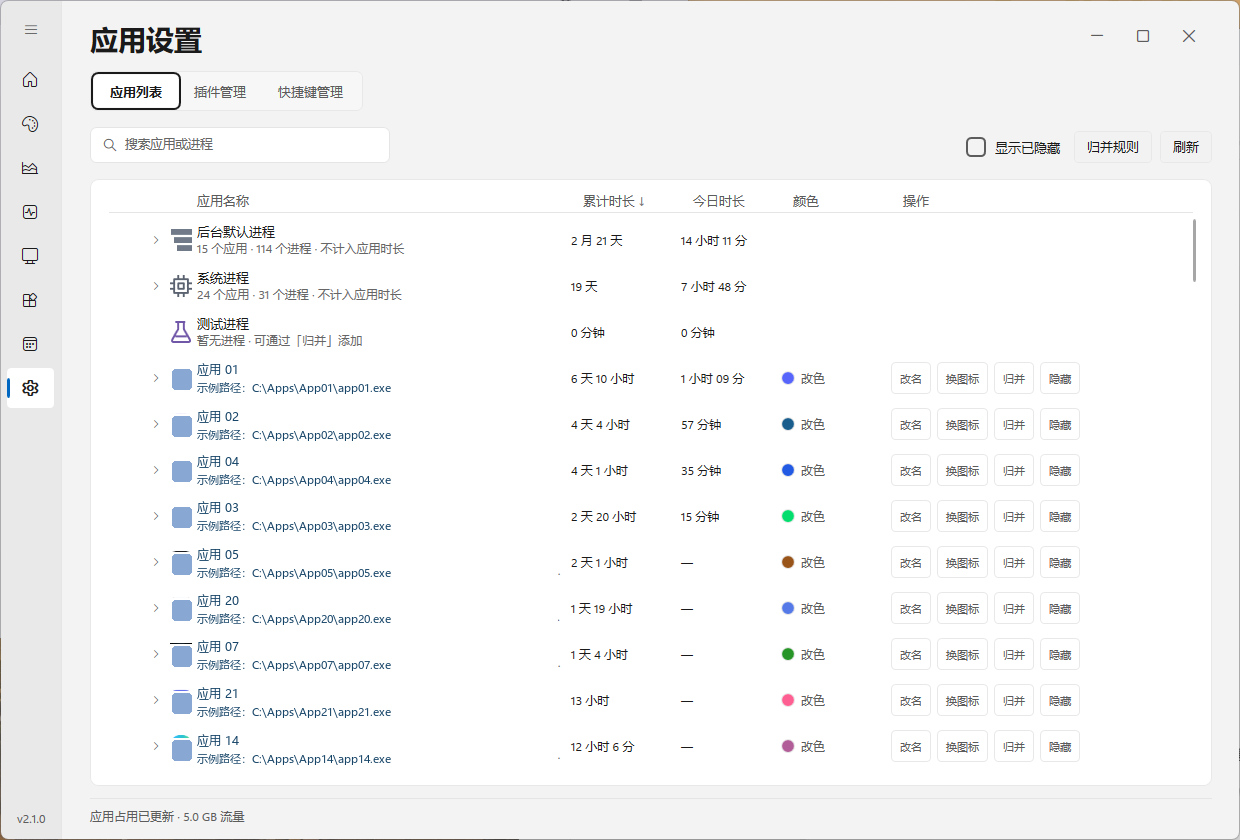 应用设置
应用列表 插件管理 快捷键管理
搜索应用或进程
显示已隐藏 归并规则 刷新
应用名称 累计时长↓ 今日时长 颜色 操作
后台默认进程
15 个应用 · 114 个进程 · 不计入应用时长
2 月 21 天 14 小时 11 分
系统进程
24 个应用 · 31 个进程 · 不计入应用时长
19 天 7 小时 48 分
测试进程
暂无进程 · 可通过「归并」添加
0 分钟 0 分钟
应用 01
示例路径：C:\Apps\App01\app01.exe
6 天 10 小时 1 小时 09 分 改色 改名 换图标 归并 隐藏
应用 02
示例路径：C:\Apps\App02\app02.exe
4 天 4 小时 57 分钟 改色 改名 换图标 归并 隐藏
应用 04
示例路径：C:\Apps\App04\app04.exe
4 天 1 小时 35 分钟 改色 改名 换图标 归并 隐藏
应用 03
示例路径：C:\Apps\App03\app03.exe
2 天 20 小时 15 分钟 改色 改名 换图标 归并 隐藏
应用 05
示例路径：C:\Apps\App05\app05.exe
2 天 1 小时 — 改色 改名 换图标 归并 隐藏
应用 20
示例路径：C:\Apps\App20\app20.exe
1 天 19 小时 — 改色 改名 换图标 归并 隐藏
应用 07
示例路径：C:\Apps\App07\app07.exe
1 天 4 小时 — 改色 改名 换图标 归并 隐藏
应用 21
示例路径：C:\Apps\App21\app21.exe
13 小时 — 改色 改名 换图标 归并 隐藏
应用 14
示例路径：C:\Apps\App14\app14.exe
12 小时 6 分 — 改色 改名 换图标 归并 隐藏
应用占用已更新 · 5.0 GB 流量
v2.1.0